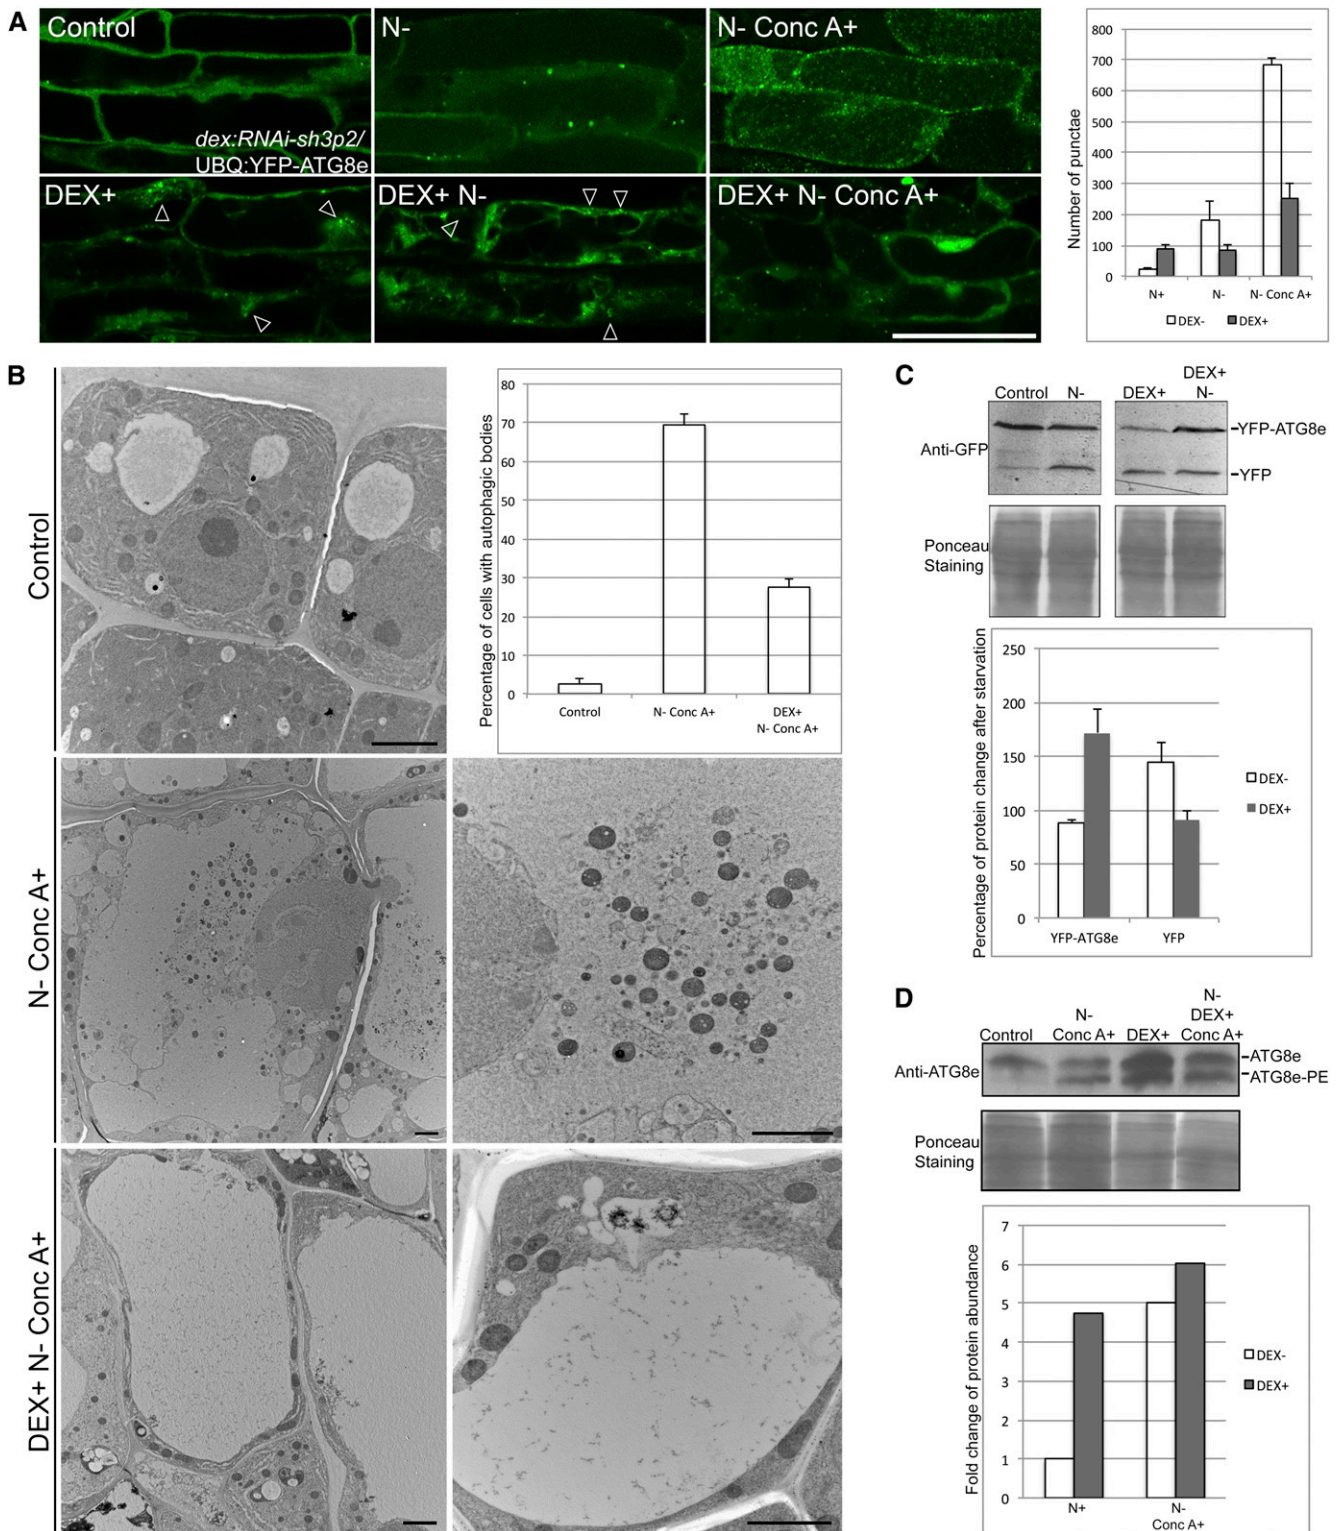 A
Control
N-
N- Conc A+
dex:RNAi-sh3p2/
UBQ:YFP-ATG8e
DEX+
DEX+ N-
DEX+ N- Conc A+
Number of punctae
800
700
600
500
400
300
200
100
0
N+
N-
N- Conc A+
DEX-
DEX+
B
Control
N- Conc A+
DEX+ N- Conc A+
Percentage of cells with autophagic bodies
80
70
60
50
40
30
20
10
0
Control
N- Conc A+
DEX+
N- Conc A+
C
Control
N-
DEX+
DEX+
N-
Anti-GFP
YFP-ATG8e
YFP
Ponceau
Staining
Percentage of protein change after starvation
250
200
150
100
50
0
YFP-ATG8e
YFP
DEX-
DEX+
D
Control
N-
Conc A+
DEX+
N-
DEX+
Conc A+
Anti-ATG8e
ATG8e
ATG8e-PE
Ponceau
Staining
Fold change of protein abundance
7
6
5
4
3
2
1
0
N+
N-
Conc A+
DEX-
DEX+